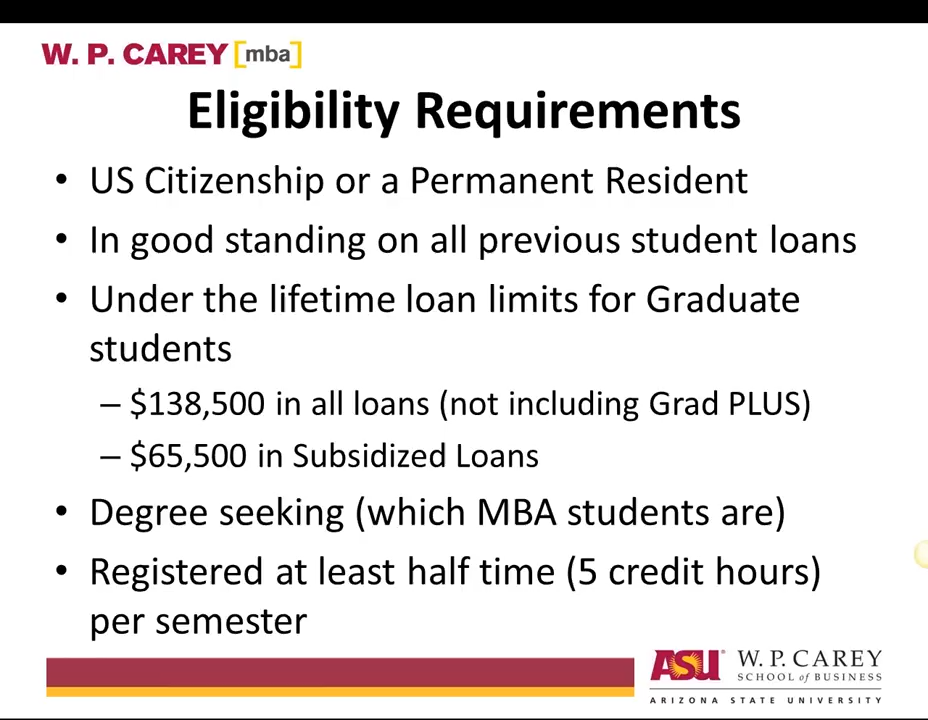 W. P. CAREY [mba]
Eligibility Requirements
• US Citizenship or a Permanent Resident
• In good standing on all previous student loans
• Under the lifetime loan limits for Graduate
students
– $138,500 in all loans (not including Grad PLUS)
– $65,500 in Subsidized Loans
• Degree seeking (which MBA students are)
• Registered at least half time (5 credit hours)
per semester
ASU W. P. CAREY
SCHOOL of BUSINESS
ARIZONA STATE UNIVERSITY